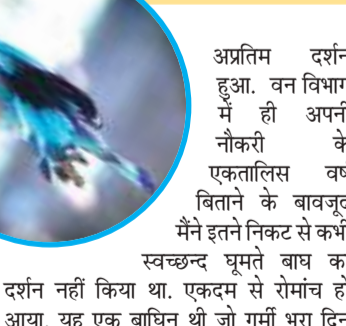 अप्रतिम दर्शन
हुआ. वन विभाग
में ही अपनी
नौकरी के
एकतालिस वर्ष
बिताने के बावजूद
मैंने इतने निकट से कभी
स्वच्छन्द घूमते बाघ का
दर्शन नहीं किया था. एकदम से रोमांच हो
आया. यह एक बाघिन थी जो गर्मी भरा दिन